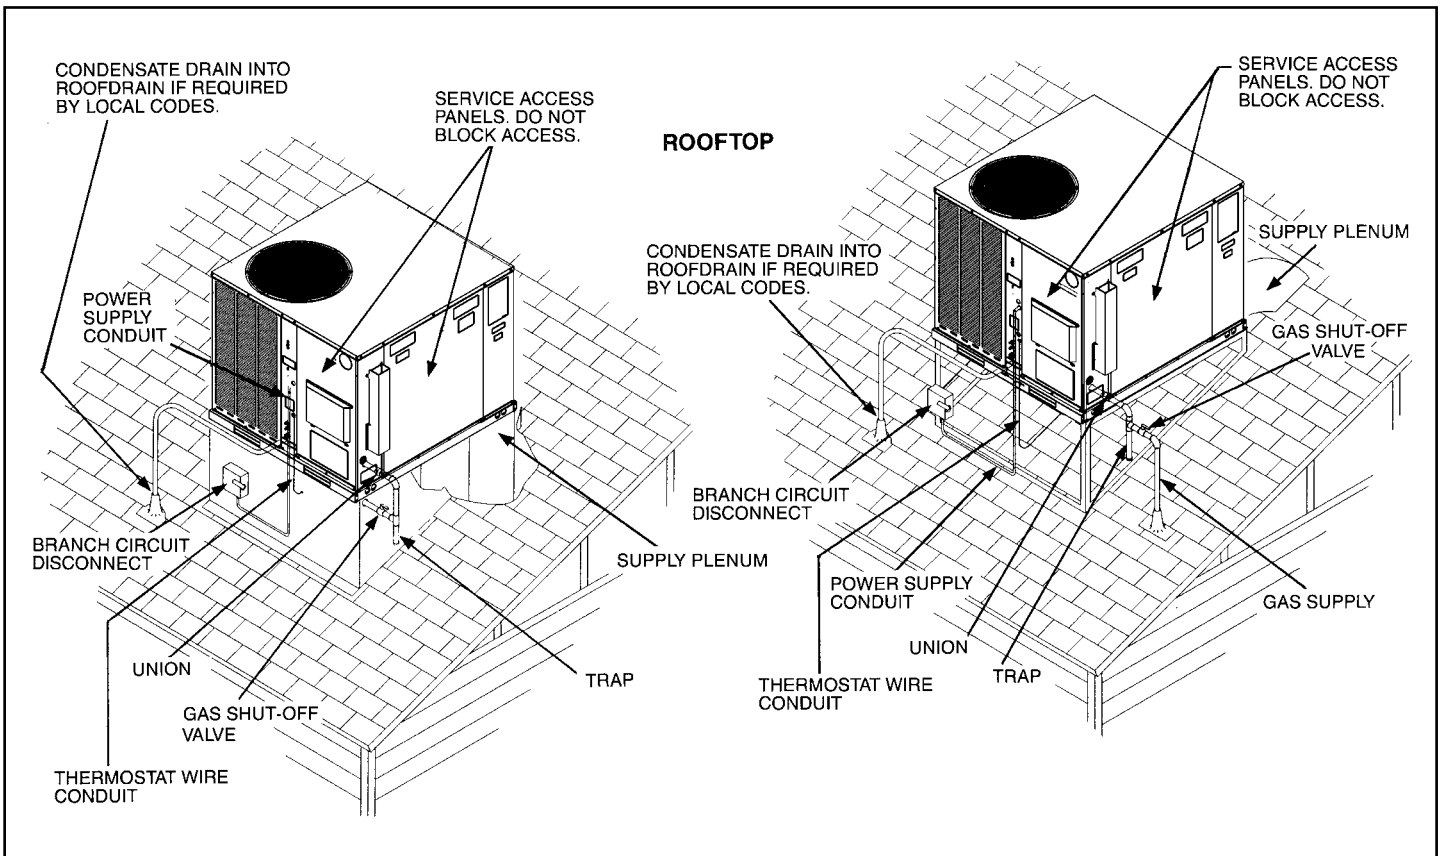 CONDENSATE DRAIN INTO
ROOFDRAIN IF REQUIRED
BY LOCAL CODES.
SERVICE ACCESS
PANELS. DO NOT
BLOCK ACCESS.
POWER
SUPPLY
CONDUIT
BRANCH CIRCUIT
DISCONNECT
SUPPLY PLENUM
UNION
TRAP
GAS SHUT-OFF
VALVE
THERMOSTAT WIRE
CONDUIT
ROOFTOP
SERVICE ACCESS
PANELS. DO NOT
BLOCK ACCESS.
CONDENSATE DRAIN INTO
ROOFDRAIN IF REQUIRED
BY LOCAL CODES.
SUPPLY PLENUM
GAS SHUT-OFF
VALVE
BRANCH CIRCUIT
DISCONNECT
POWER SUPPLY
CONDUIT
GAS SUPPLY
UNION
TRAP
THERMOSTAT WIRE
CONDUIT